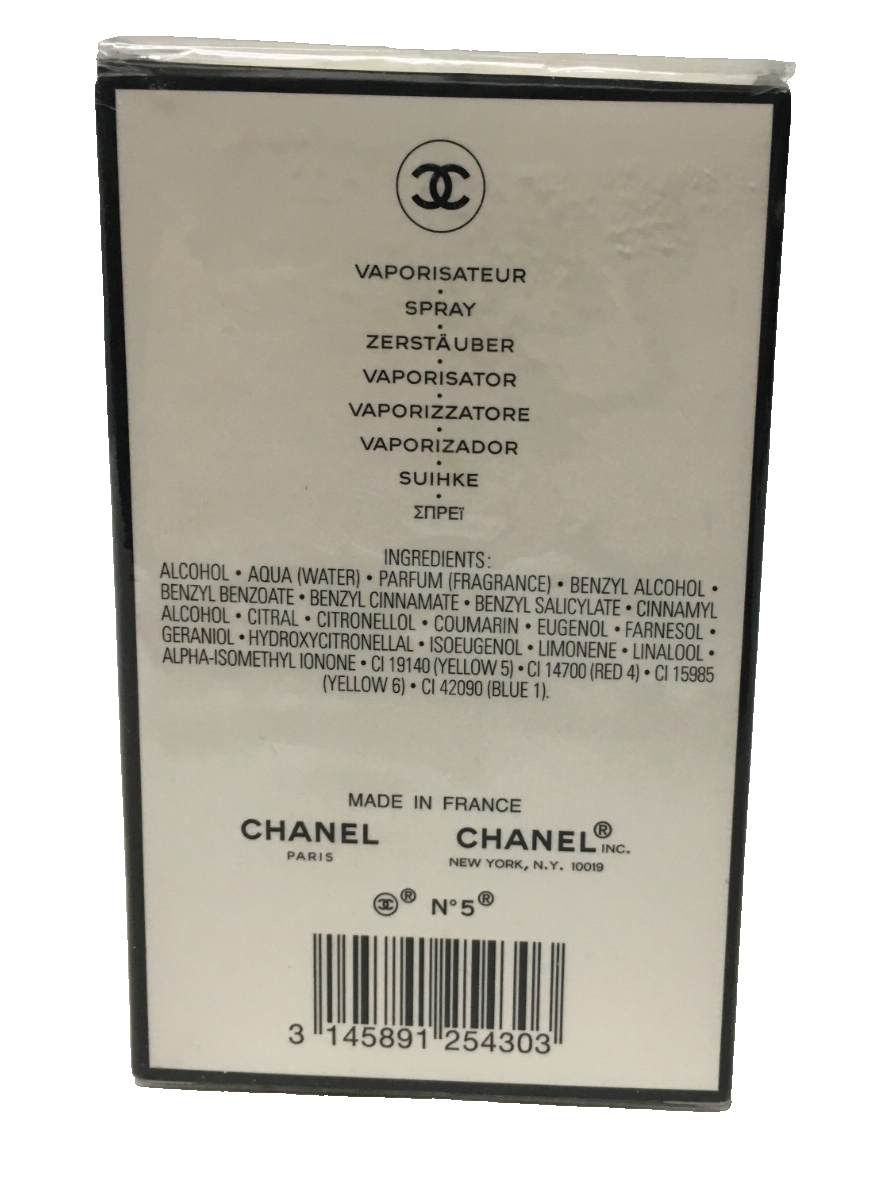 VAPORISATEUR
•
SPRAY
•
ZERSTÄUBER
•
VAPORISATOR
•
VAPORIZZATORE
•
VAPORIZADOR
•
SUIHKE
•
ΣΠΡΕϊ
INGREDIENTS:
ALCOHOL • AQUA (WATER) • PARFUM (FRAGRANCE) • BENZYL ALCOHOL •
BENZYL BENZOATE • BENZYL CINNAMATE • BENZYL SALICYLATE • CINNAMYL
ALCOHOL • CITRAL • CITRONELLOL • COUMARIN • EUGENOL • FARNESOL •
GERANIOL • HYDROXYCITRONELLAL • ISOEUGENOL • LIMONENE • LINALOOL •
ALPHA-ISOMETHYL IONONE • CI 19140 (YELLOW 5) • CI 14700 (RED 4) • CI 15985
(YELLOW 6) • CI 42090 (BLUE 1).
MADE IN FRANCE
CHANEL CHANEL® INC.
PARIS NEW YORK, N.Y. 10019
® N°5®
3 145891 254303